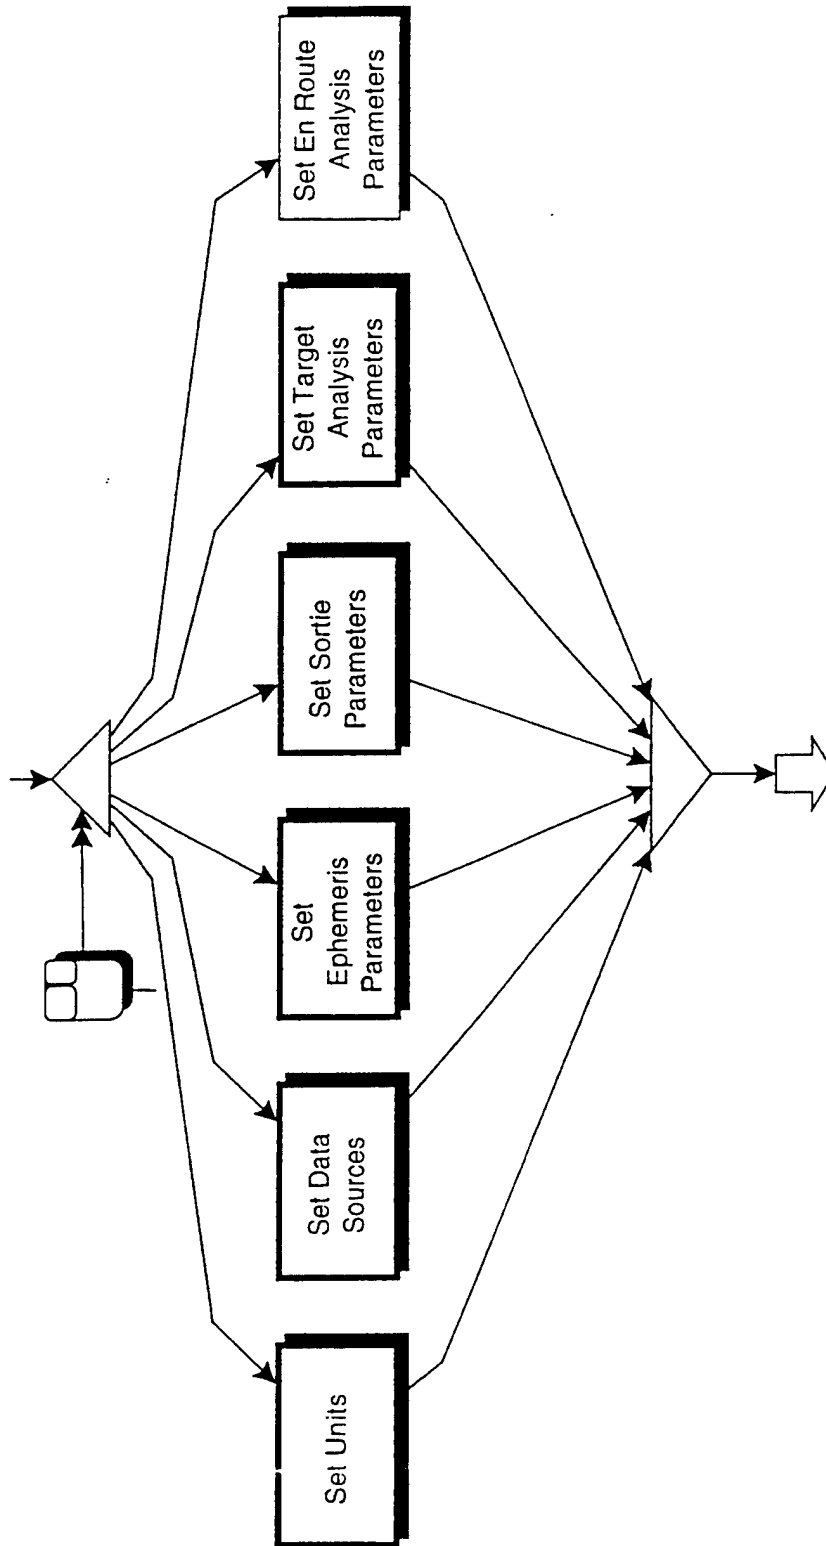 Set Units
Set Data
Sources
Set
Ephemeris
Parameters
Set Sortie
Parameters
Set Target
Analysis
Parameters
Set En Route
Analysis
Parameters